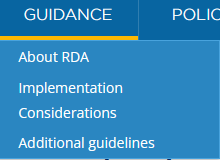 GUIDANCE POLIC
About RDA
Implementation
Considerations
Additional guidelines